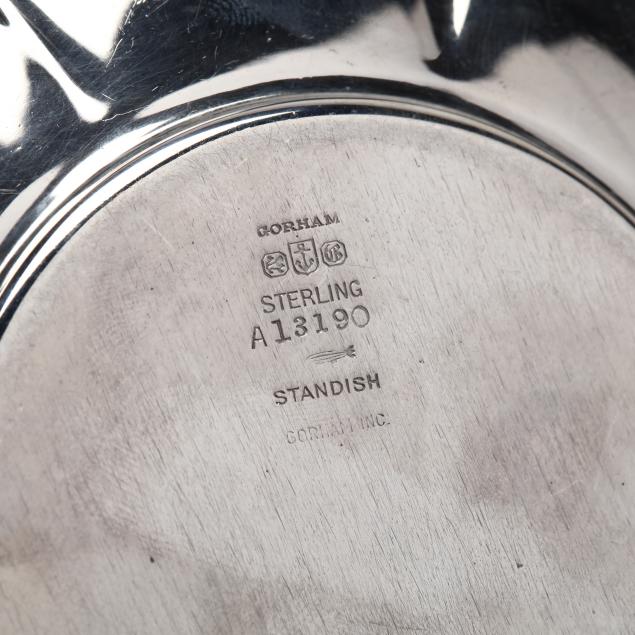 GORHAM
G
STERLING
A13190
STANDISH
GORHAM INC.